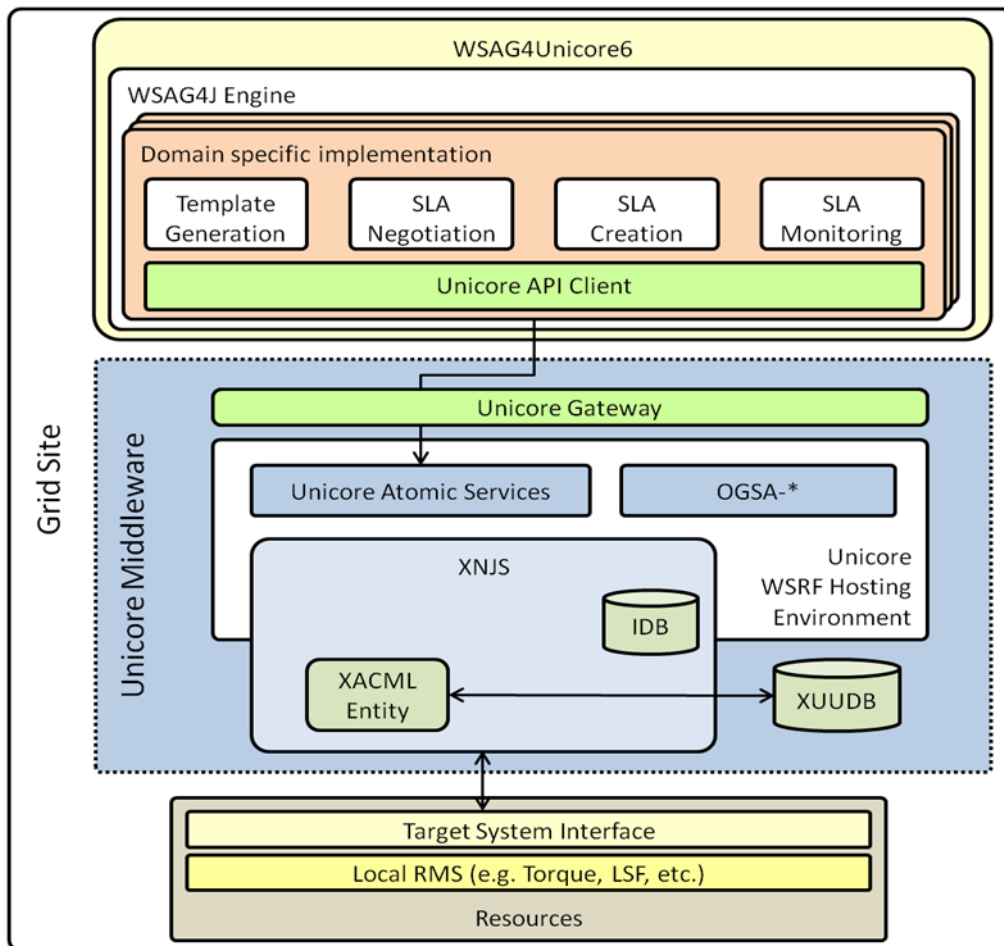 WSAG4Unicore6
WSAG4J Engine
Domain specific implementation
Template
Generation
SLA
Negotiation
SLA
Creation
SLA
Monitoring
Unicore API Client
Grid Site
Unicore Middleware
Unicore Gateway
Unicore Atomic Services
OGSA-*
XNJS
Unicore
WSRF Hosting
Environment
IDB
XACML
Entity
XUUDB
Target System Interface
Local RMS (e.g. Torque, LSF, etc.)
Resources